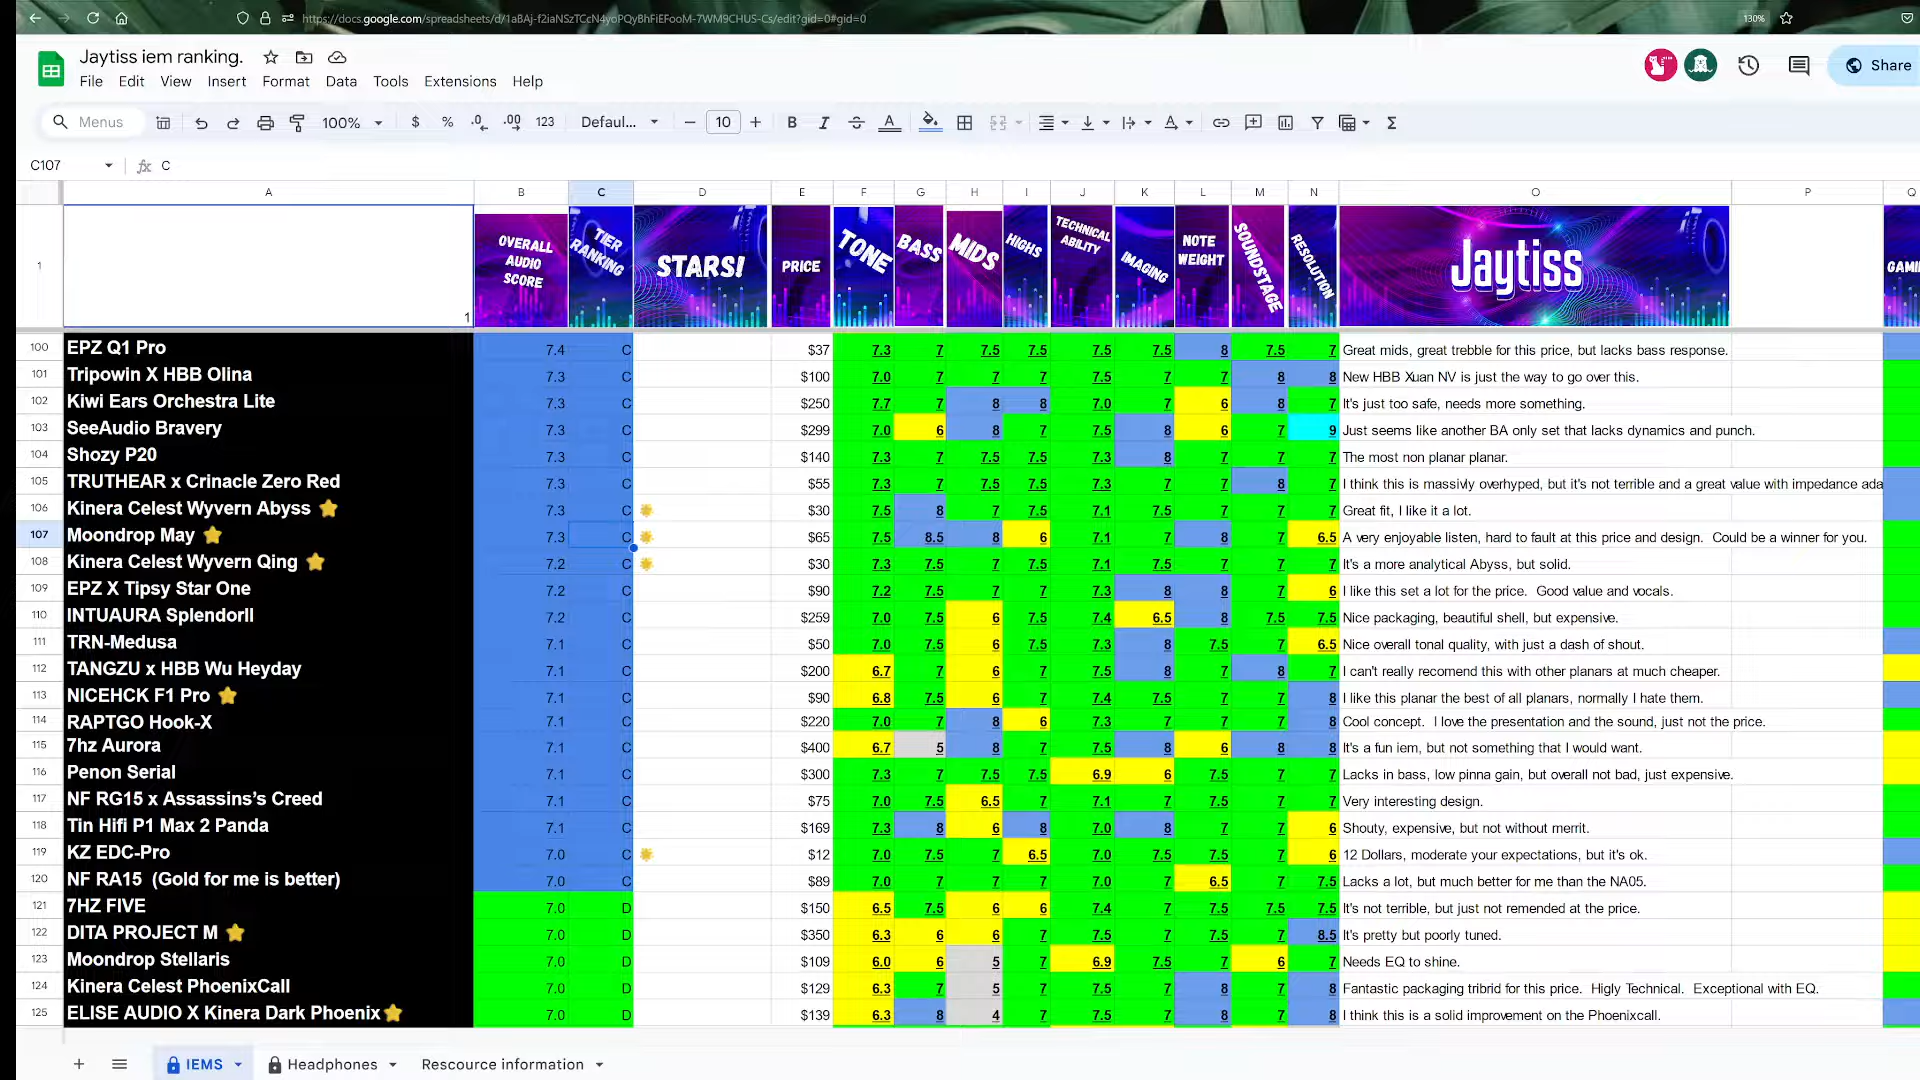 https://docs.google.com/spreadsheets/d/1aBAj-f2iaNSzTCcN4yoPQyBhFiEFooM-7WM9CHUS-Cs/edit?gid=0#gid=0 130%
Jaytiss iem ranking.
File Edit View Insert Format Data Tools Extensions Help
Share
Menus 100% $ % .0 .00 123 Defaul... − 10 + B I A
C107 fx C
A B C D E F G H I J K L M N O P Q
1 1 OVERALL AUDIO SCORE TIER RANKING STARS! PRICE TONE BASS MIDS HIGHS TECHNICAL ABILITY IMAGING NOTE WEIGHT SOUNDSTAGE RESOLUTION Jaytiss GAMI
100 EPZ Q1 Pro 7.4 C $37 7.3 7 7.5 7.5 7.5 7.5 8 7.5 7 Great mids, great trebble for this price, but lacks bass response.
101 Tripowin X HBB Olina 7.3 C $100 7.0 7 7 7 7.5 7 7 8 8 New HBB Xuan NV is just the way to go over this.
102 Kiwi Ears Orchestra Lite 7.3 C $250 7.7 7 8 8 7.0 7 6 8 7 It's just too safe, needs more something.
103 SeeAudio Bravery 7.3 C $299 7.0 6 8 7 7.5 8 6 7 9 Just seems like another BA only set that lacks dynamics and punch.
104 Shozy P20 7.3 C $140 7.3 7 7.5 7.5 7.3 8 7 7 7 The most non planar planar.
105 TRUTHEAR x Crinacle Zero Red 7.3 C $55 7.3 7 7.5 7.5 7.3 7 7 8 7 I think this is massivly overhyped, but it's not terrible and a great value with impedance ada
106 Kinera Celest Wyvern Abyss 7.3 C $30 7.5 8 7 7.5 7.1 7.5 7 7 7 Great fit, I like it a lot.
107 Moondrop May 7.3 C $65 7.5 8.5 8 6 7.1 7 8 7 6.5 A very enjoyable listen, hard to fault at this price and design. Could be a winner for you.
108 Kinera Celest Wyvern Qing 7.2 C $30 7.3 7.5 7 7.5 7.1 7.5 7 7 7 It's a more analytical Abyss, but solid.
109 EPZ X Tipsy Star One 7.2 C $90 7.2 7.5 7 7 7.3 8 8 7 6 I like this set a lot for the price. Good value and vocals.
110 INTUAURA SplendorII 7.2 C $259 7.0 7.5 6 7.5 7.4 6.5 8 7.5 7.5 Nice packaging, beautiful shell, but expensive.
111 TRN-Medusa 7.1 C $50 7.0 7.5 6 7.5 7.3 8 7.5 7 6.5 Nice overall tonal quality, with just a dash of shout.
112 TANGZU x HBB Wu Heyday 7.1 C $200 6.7 7 6 7 7.5 8 7 8 7 I can't really recomend this with other planars at much cheaper.
113 NICEHCK F1 Pro 7.1 C $90 6.8 7.5 6 7 7.4 7.5 7 7 8 I like this planar the best of all planars, normally I hate them.
114 RAPTGO Hook-X 7.1 C $220 7.0 7 8 6 7.3 7 7 7 8 Cool concept. I love the presentation and the sound, just not the price.
115 7hz Aurora 7.1 C $400 6.7 5 8 7 7.5 8 6 8 8 It's a fun iem, but not something that I would want.
116 Penon Serial 7.1 C $300 7.3 7 7.5 7.5 6.9 6 7.5 7 7 Lacks in bass, low pinna gain, but overall not bad, just expensive.
117 NF RG15 x Assassins's Creed 7.1 C $75 7.0 7.5 6.5 7 7.1 7 7.5 7 7 Very interesting design.
118 Tin Hifi P1 Max 2 Panda 7.1 C $169 7.3 8 6 8 7.0 8 7 7 6 Shouty, expensive, but not without merrit.
119 KZ EDC-Pro 7.0 C $12 7.0 7.5 7 6.5 7.0 7.5 7.5 7 6 12 Dollars, moderate your expectations, but it's ok.
120 NF RA15 (Gold for me is better) 7.0 C $89 7.0 7 7 7 7.0 7 6.5 7 7.5 Lacks a lot, but much better for me than the NA05.
121 7HZ FIVE 7.0 D $150 6.5 7.5 6 6 7.4 7 7.5 7.5 7.5 It's not terrible, but just not remended at the price.
122 DITA PROJECT M 7.0 D $350 6.3 6 6 7 7.5 7 7.5 7 8.5 It's pretty but poorly tuned.
123 Moondrop Stellaris 7.0 D $109 6.0 6 5 7 6.9 7.5 7 6 7 Needs EQ to shine.
124 Kinera Celest PhoenixCall 7.0 D $129 6.3 7 5 7 7.5 7 8 7 8 Fantastic packaging tribrid for this price. Higly Technical. Exceptional with EQ.
125 ELISE AUDIO X Kinera Dark Phoenix 7.0 D $139 6.3 8 4 7 7.5 7 8 7 8 I think this is a solid improvement on the Phoenixcall.
+ IEMS Headphones Rescource information